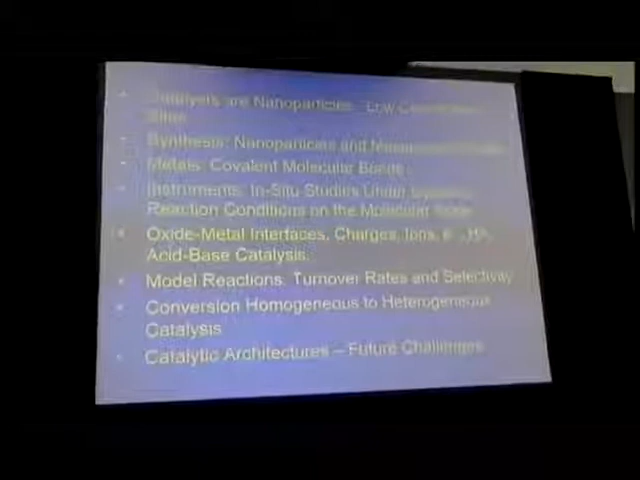 Catalysts are Nanoparticles. Low
Sites
Synthesis: Nanoparticles and
Metals: Covalent Molecular Bonds.
Instruments: In-Situ Studies Under
Reaction Conditions on the Molecular
Oxide-Metal Interfaces, Charges, Ions,
Acid-Base Catalysis.
Model Reactions: Turnover Rates and Selectivity
Conversion Homogeneous to Heterogeneous
Catalysis
Catalytic Architectures – Future Challenges